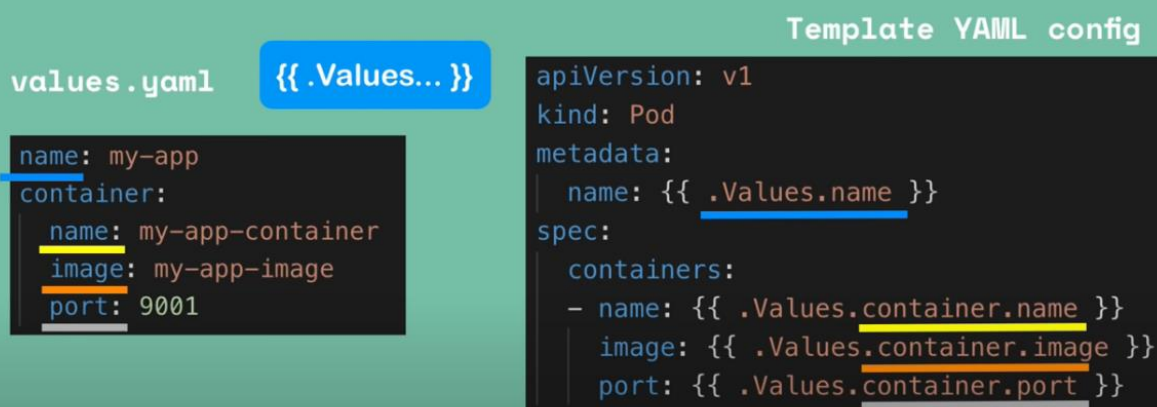 values.yaml
{{ .Values... }}
name: my-app
container:
  name: my-app-container
  image: my-app-image
  port: 9001
Template YAML config
apiVersion: v1
kind: Pod
metadata:
  name: {{ .Values.name }}
spec:
  containers:
  – name: {{ .Values.container.name }}
    image: {{ .Values.container.image }}
    port: {{ .Values.container.port }}